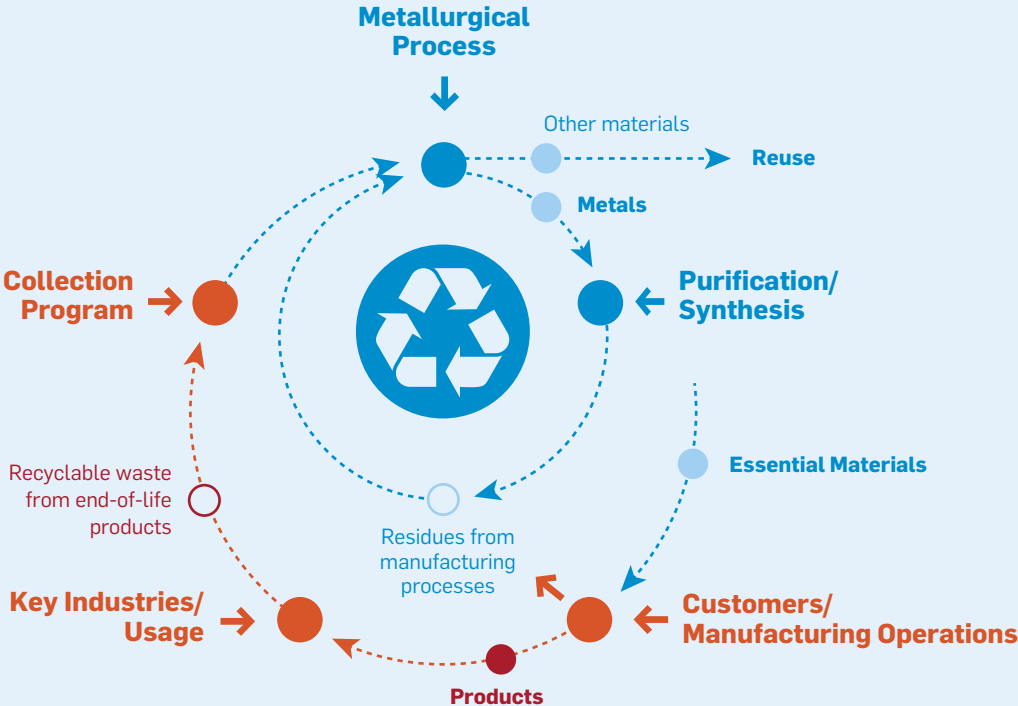 Metallurgical
Process
Other materials
Reuse
Metals
Collection
Program
Purification/
Synthesis
Essential Materials
Recyclable waste
from end-of-life
products
Residues from
manufacturing
processes
Key Industries/
Usage
Customers/
Manufacturing Operations
Products